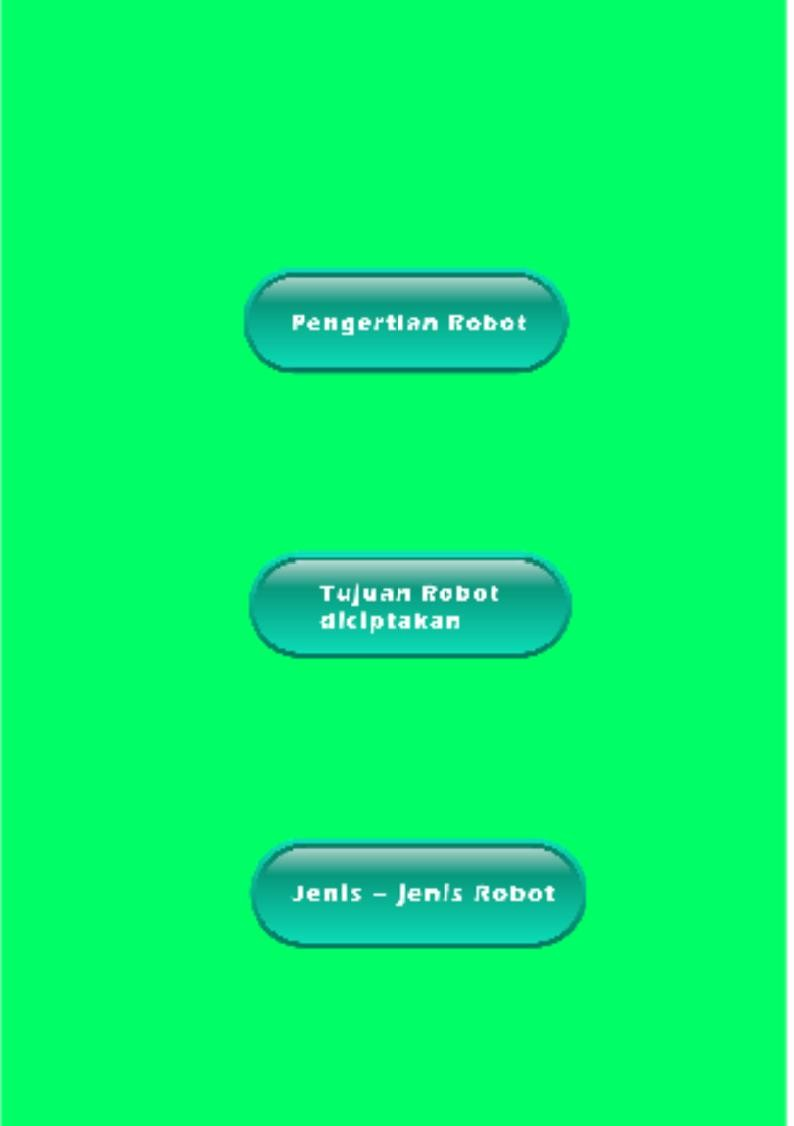 Pengertian Robot
Tujuan Robot
diciptakan
Jenis – jenis Robot